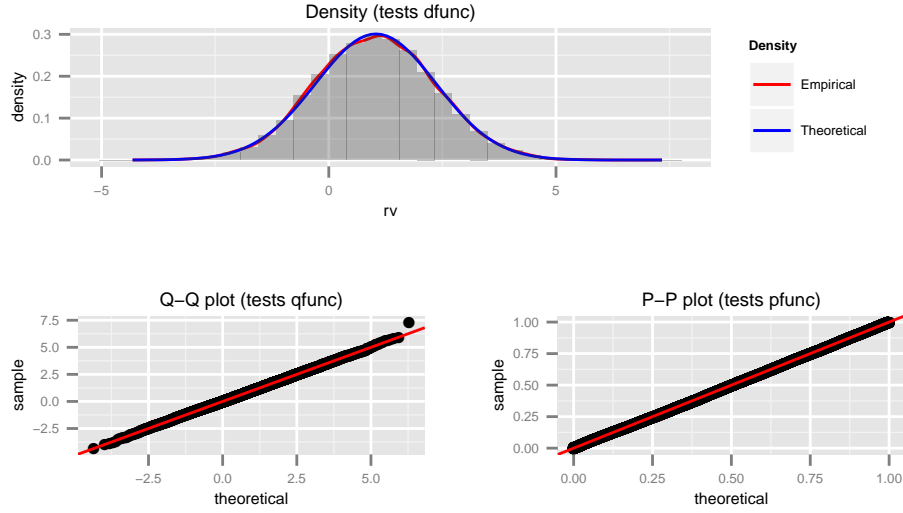 Density (tests dfunc)
0.3
0.2
0.1
0.0
density
−5
0
5
rv
Density
Empirical
Theoretical
Q−Q plot (tests qfunc)
7.5
5.0
2.5
0.0
−2.5
sample
−2.5
0.0
2.5
5.0
theoretical
P−P plot (tests pfunc)
1.00
0.75
0.50
0.25
0.00
sample
0.00
0.25
0.50
0.75
1.00
theoretical